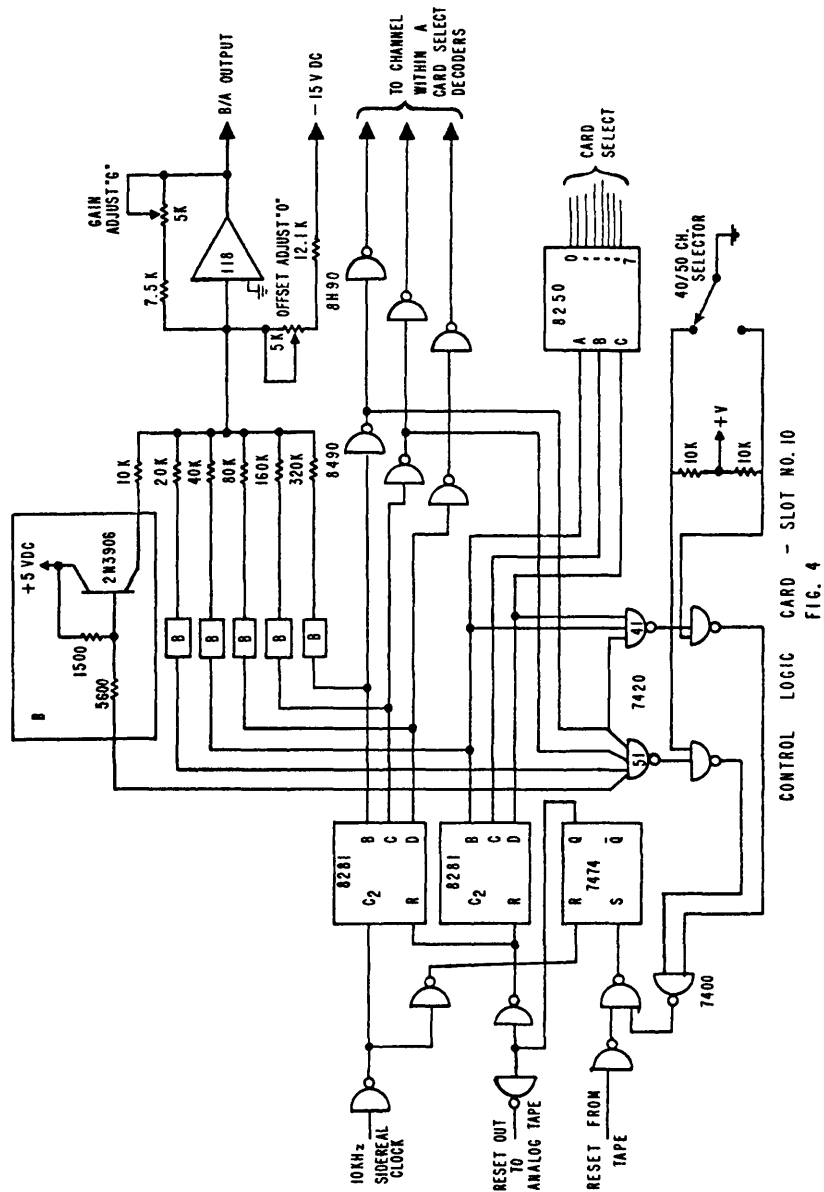 +5 VDC
1500
5600
B
2N3906
10K
20K
40K
80K
160K
320K
B
B
B
B
B
GAIN
ADJUST "G"
5K
7.5K
118
B/A OUTPUT
5K
OFFSET ADJUST "O"
12.1K
-15V DC
8490
8H90
TO CHANNEL
WITHIN A
CARD SELECT
DECODERS
10KHz
SIDEREAL
CLOCK
8281
C2
B
C
R
D
8281
C2
B
C
R
D
RESET OUT
TO
ANALOG TAPE
7474
R
Q
S
Q̅
RESET FROM
TAPE
7400
51
7420
41
8250
A
B
C
0
7
CARD
SELECT
40/50 CH.
SELECTOR
10K
+V
10K
CONTROL LOGIC CARD - SLOT NO. 10
FIG. 4